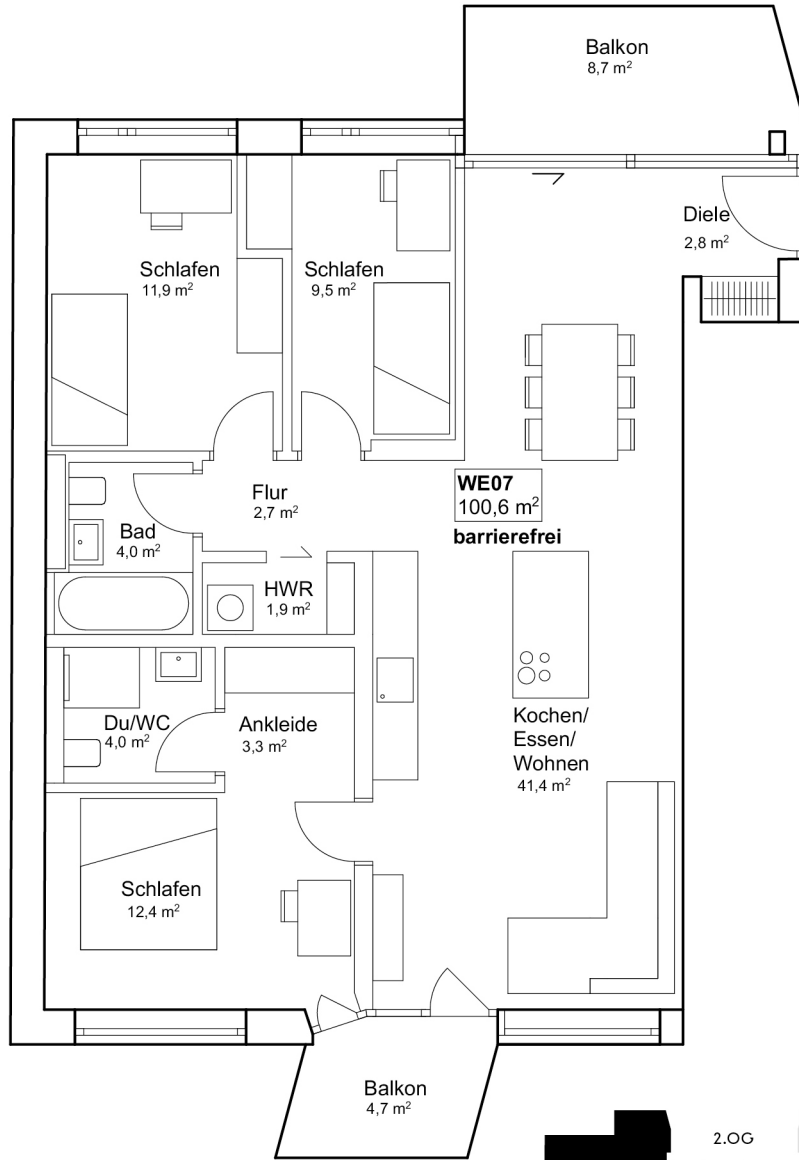 Balkon
8,7 m²
Diele
2,8 m²
Schlafen
11,9 m²
Schlafen
9,5 m²
WE07
100,6 m²
barrierefrei
Flur
2,7 m²
Bad
4,0 m²
HWR
1,9 m²
Du/WC
4,0 m²
Ankleide
3,3 m²
Kochen/
Essen/
Wohnen
41,4 m²
Schlafen
12,4 m²
Balkon
4,7 m²
2.OG